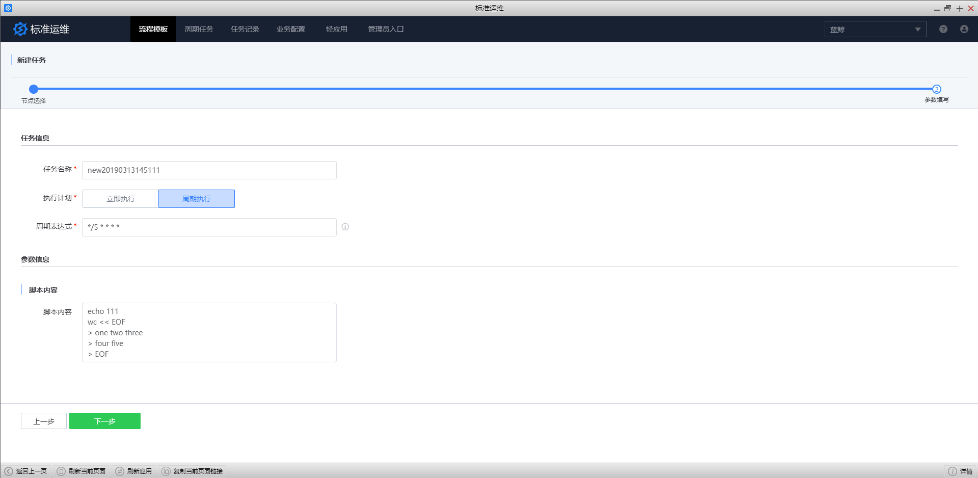 标准运维
标准运维
流程模板
周期任务
任务记录
业务配置
轻应用
管理员入口
蓝鲸
新建任务
节点选择
2
参数填写
任务信息
任务名称*
new20190313145111
执行计划*
立即执行
周期执行
周期表达式*
*/5 * * * *
参数信息
脚本内容
脚本内容
echo 111
wc << EOF
> one two three
> four five
> EOF
上一步
下一步
返回上一页
刷新当前页面
刷新应用
复制当前页面链接
详情